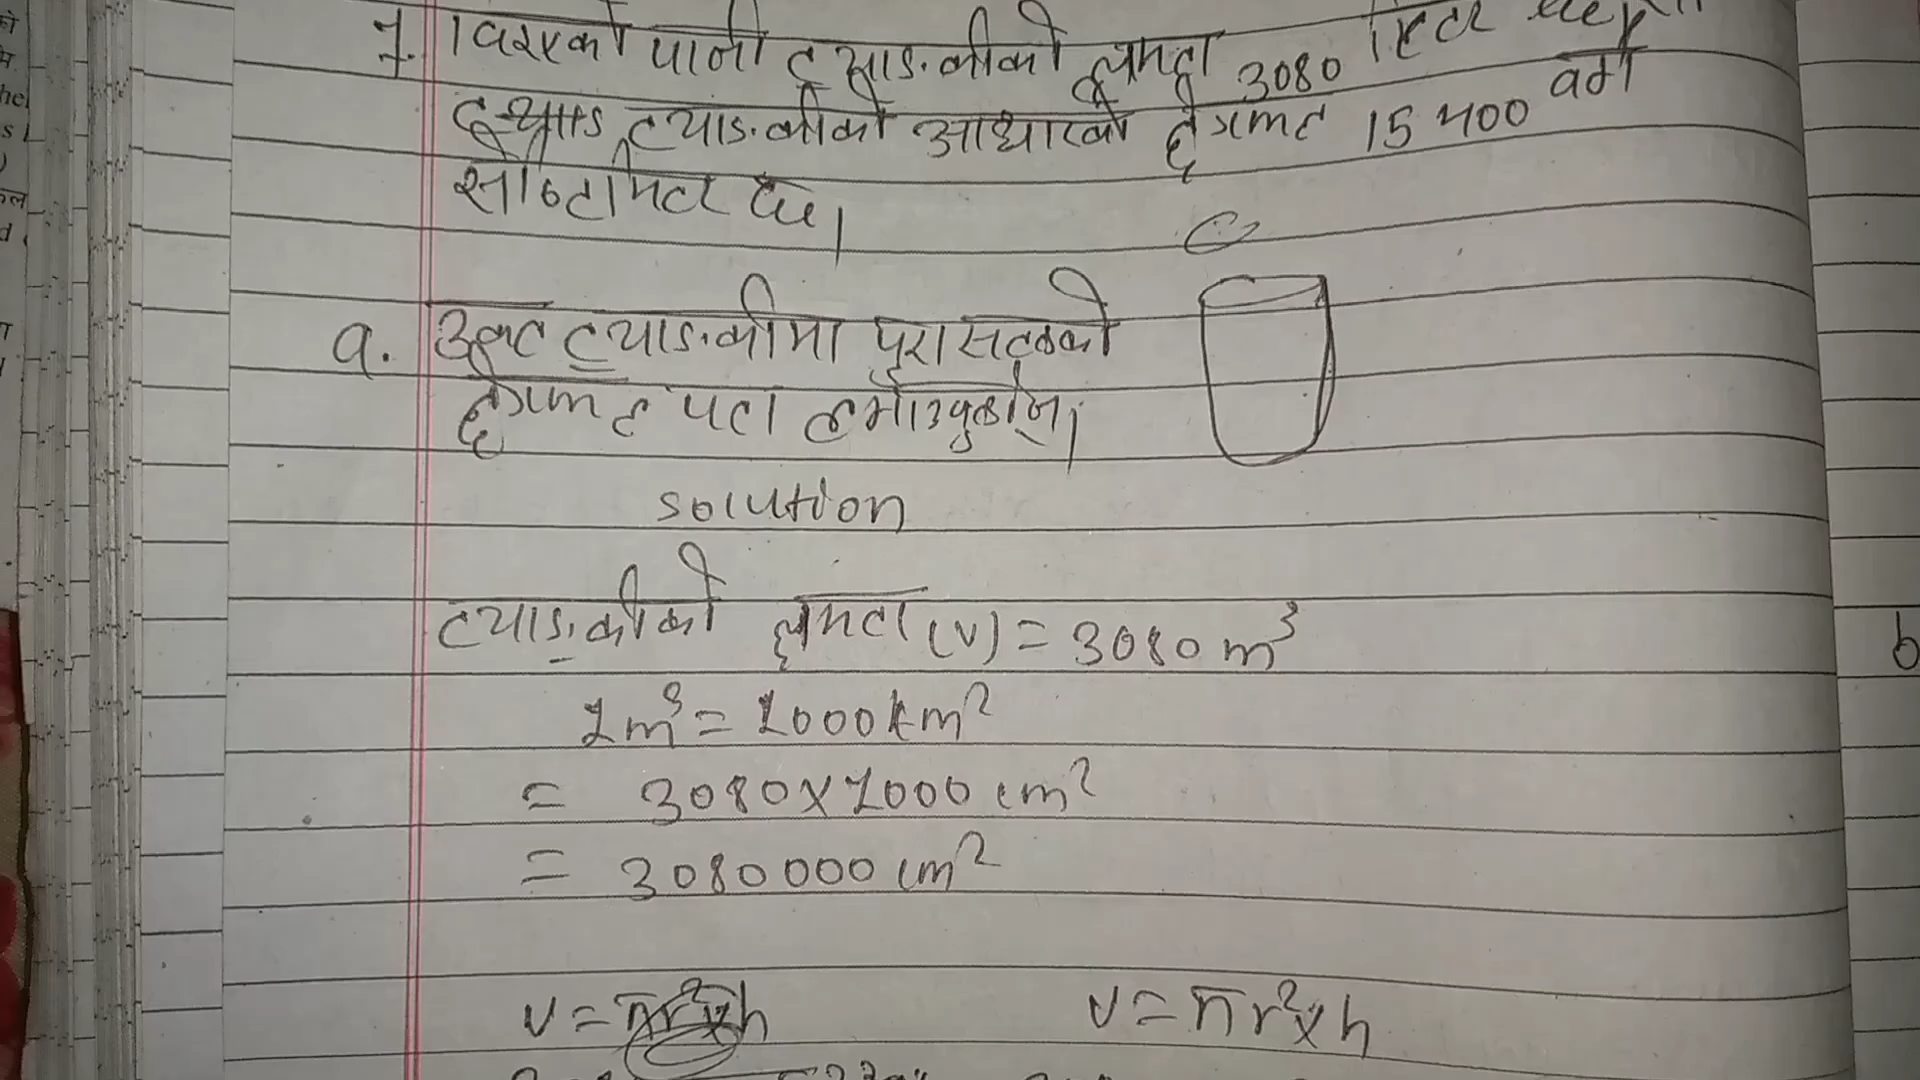 7. विरको पानी ट्याङ्कीको क्षमता 3080 लिटर छ।
ट्याङ्कीको आधारको क्षेत्रफल 15400 वर्ग
सेन्टिमिटर छ।
a. उक्त ट्याङ्कीमा पूरा सतहको
क्षेत्रफल पत्ता लगाउनुहोस्।
solution
ट्याङ्कीको क्षमता (v) = 3080 m³
1m³ = 1000 cm²
= 3080 × 1000 cm²
= 3080000 cm²
v = πr²×h
v = πr²×h
b